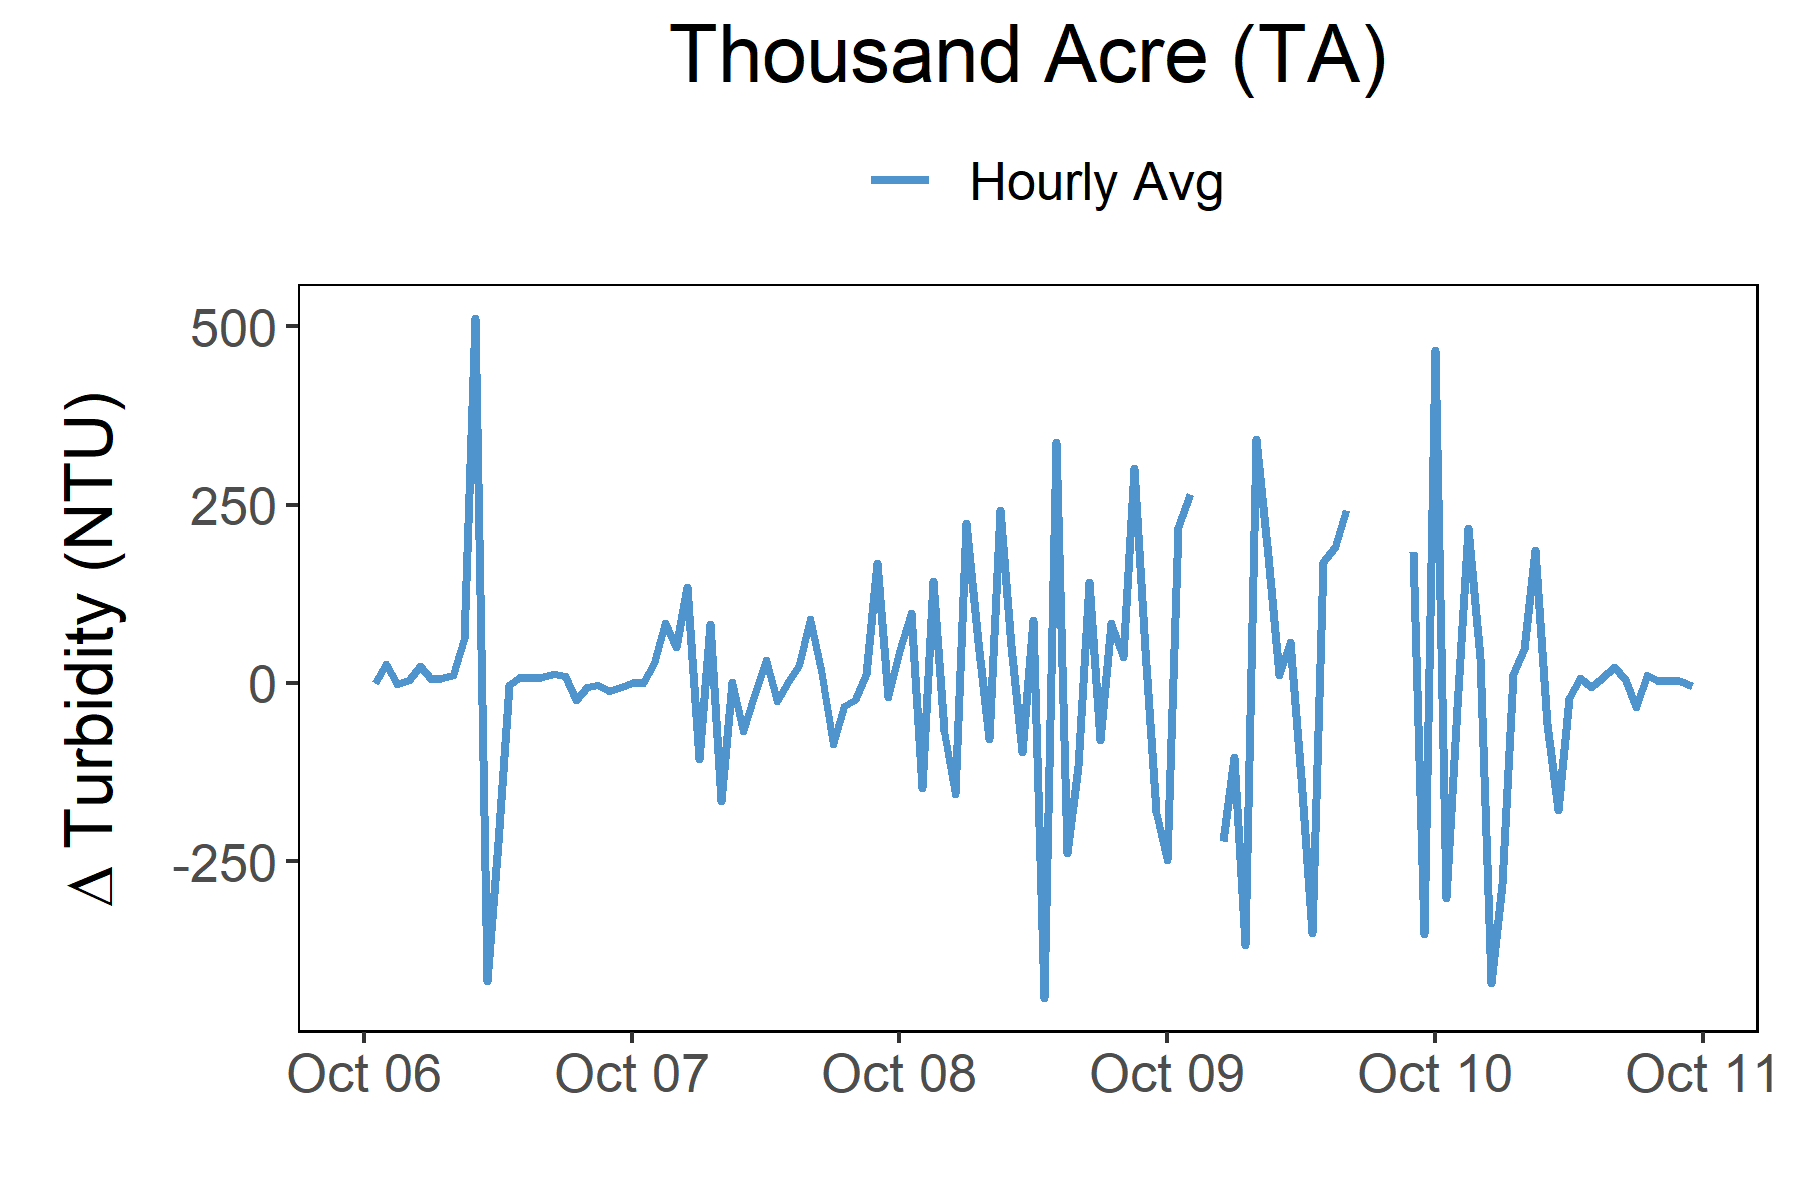 Thousand Acre (TA)
Hourly Avg
Δ Turbidity (NTU)
500
250
0
-250
Oct 06
Oct 07
Oct 08
Oct 09
Oct 10
Oct 11